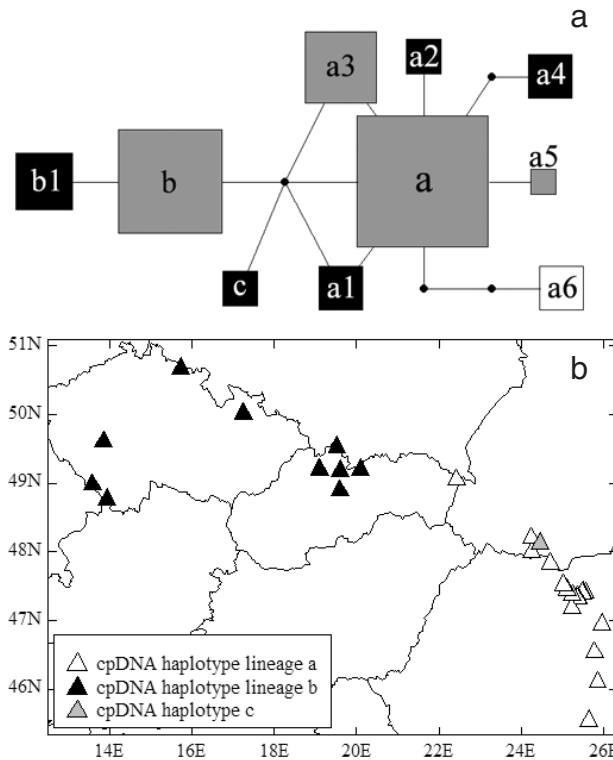 a
a2
a3
a4
a5
b1
b
a
c
a1
a6
b
51N
50N
49N
48N
47N
46N
cpDNA haplotype lineage a
cpDNA haplotype lineage b
cpDNA haplotype c
14E 16E 18E 20E 22E 24E 26E